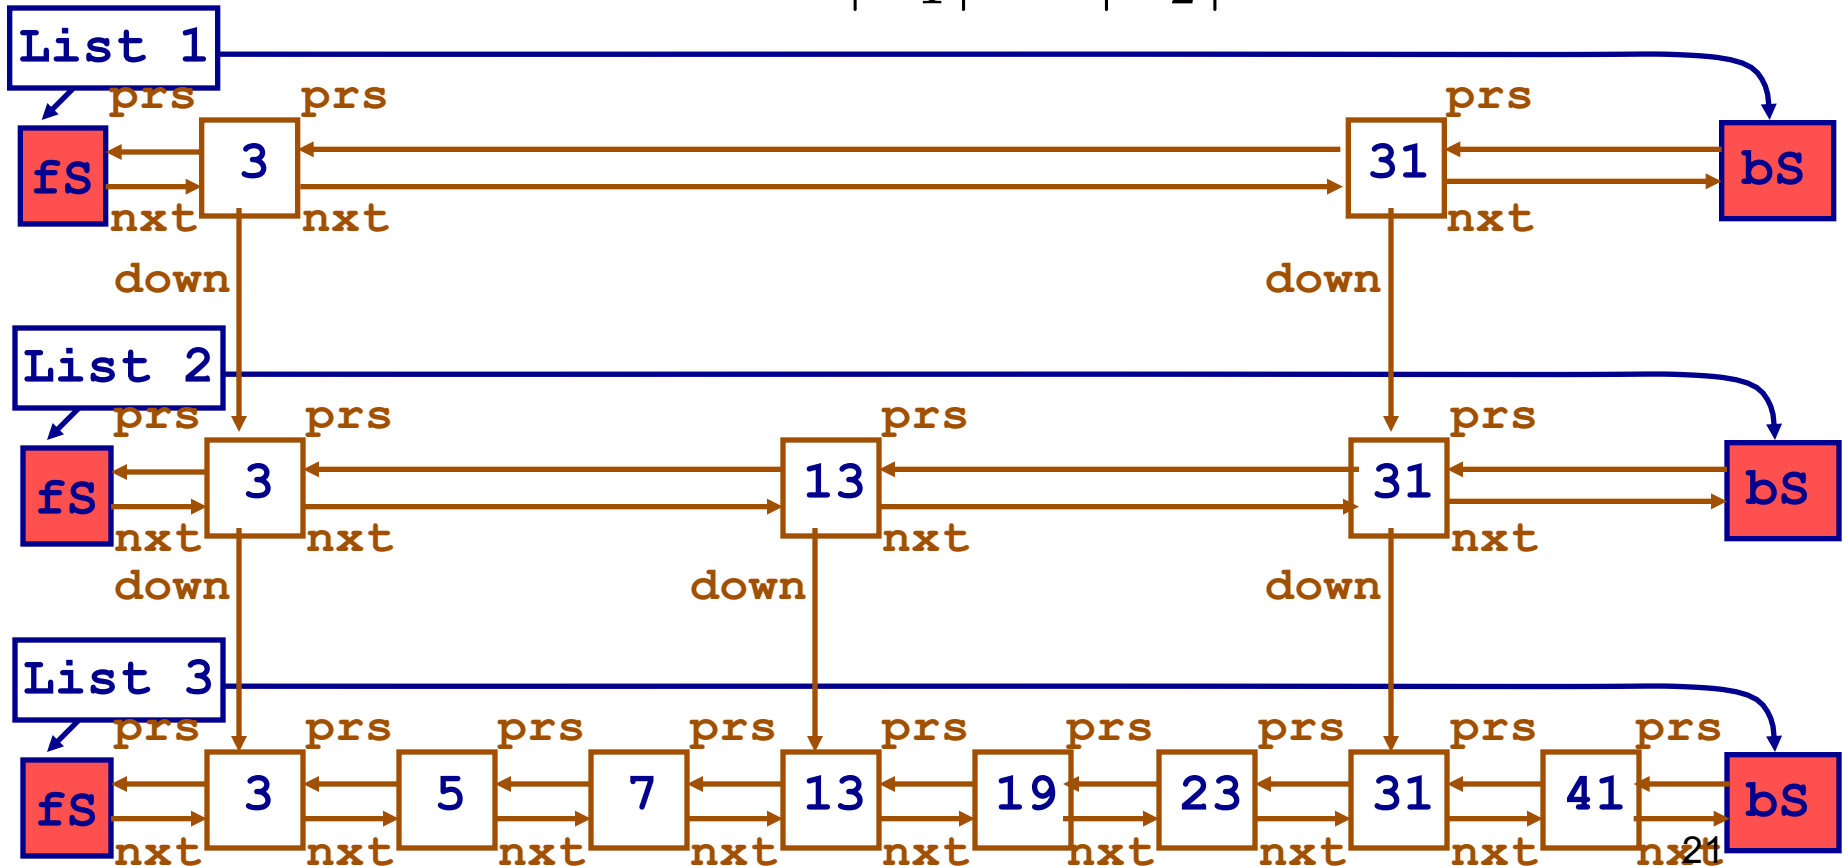 List 1
prs prs prs
fS 3 31 bS
nxt nxt nxt
down down
List 2
prs prs prs prs
fS 3 13 31 bS
nxt nxt nxt nxt
down down down
List 3
prs prs prs prs prs prs prs prs prs
fS 3 5 7 13 19 23 31 41 bS
nxt nxt nxt nxt nxt nxt nxt nxt nxt
21